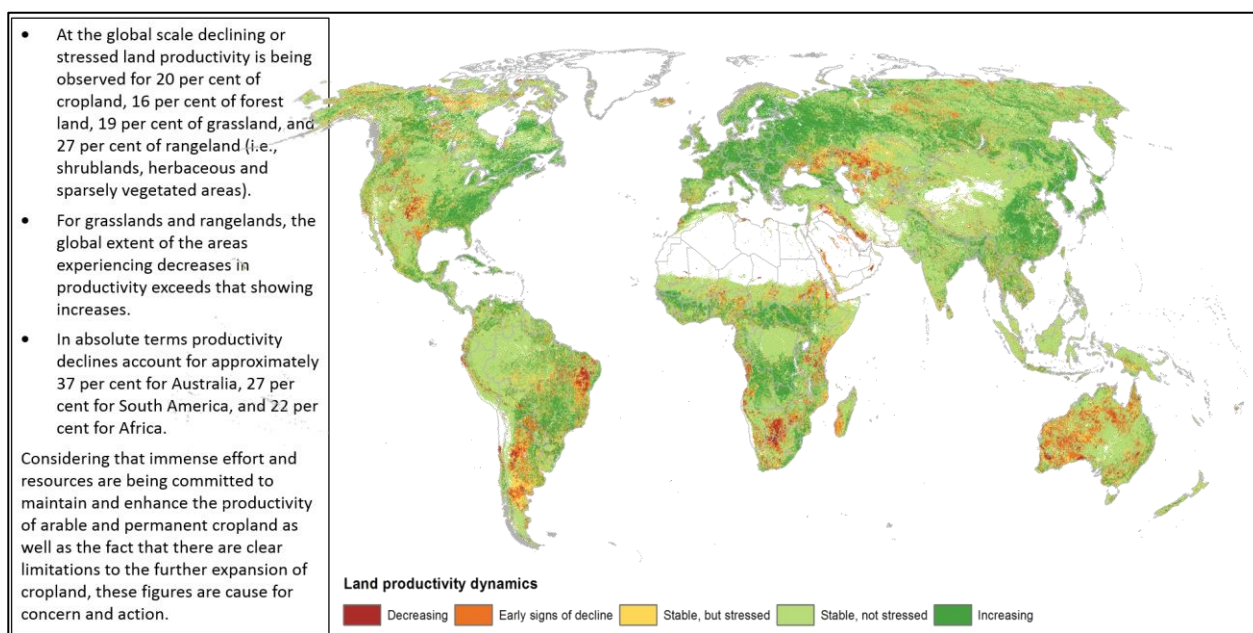 • At the global scale declining or
stressed land productivity is being
observed for 20 per cent of
cropland, 16 per cent of forest
land, 19 per cent of grassland, and
27 per cent of rangeland (i.e.,
shrublands, herbaceous and
sparsely vegetated areas).
• For grasslands and rangelands, the
global extent of the areas
experiencing decreases in
productivity exceeds that showing
increases.
• In absolute terms productivity
declines account for approximately
37 per cent for Australia, 27 per
cent for South America, and 22 per
cent for Africa.
Considering that immense effort and
resources are being committed to
maintain and enhance the productivity
of arable and permanent cropland as
well as the fact that there are clear
limitations to the further expansion of
cropland, these figures are cause for
concern and action.
Land productivity dynamics
Decreasing Early signs of decline Stable, but stressed Stable, not stressed Increasing